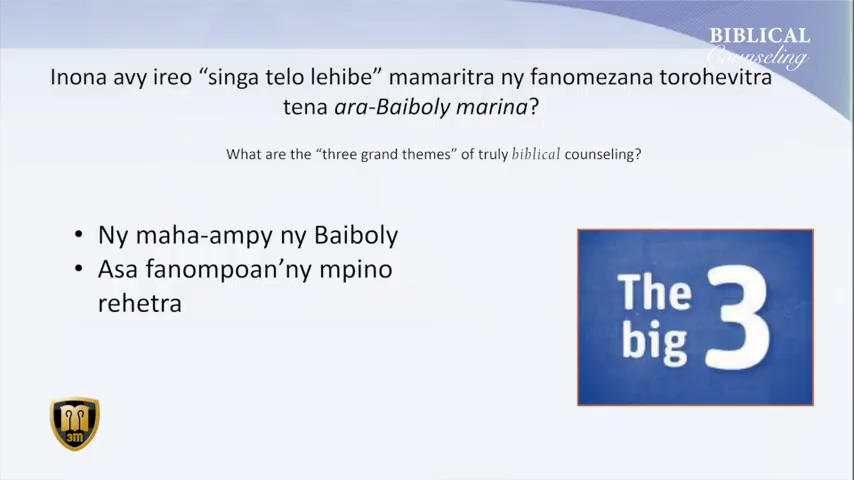 BIBLICAL
Counseling
Inona avy ireo “singa telo lehibe” mamaritra ny fanomezana torohevitra
tena ara-Baiboly marina?
What are the “three grand themes” of truly biblical counseling?
• Ny maha-ampy ny Baiboly
• Asa fanompoan’ny mpino
rehetra
The
big
3
3m